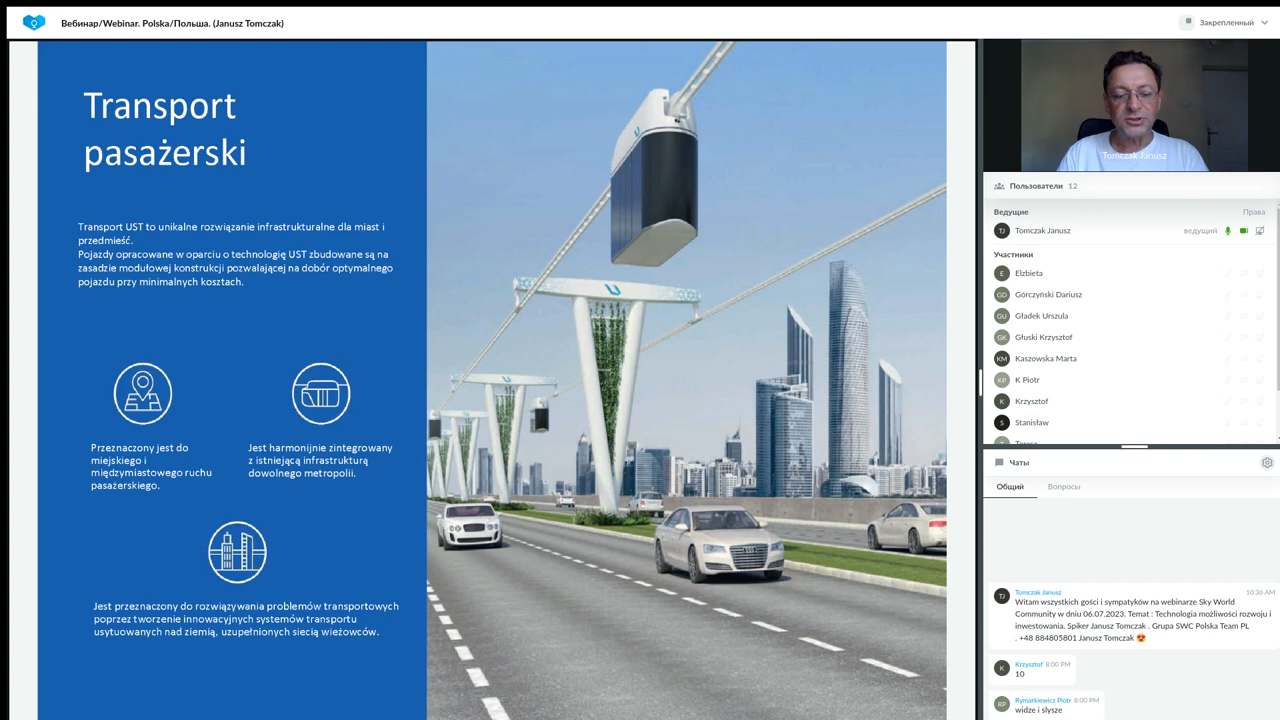 Вебинар/Webinar. Polska/Польша. (Janusz Tomczak)
Закрепленный
Transport
pasażerski
Transport UST to unikalne rozwiązanie infrastrukturalne dla miast i
przedmieść.
Pojazdy opracowane w oparciu o technologię UST zbudowane są na
zasadzie modułowej konstrukcji pozwalającej na dobór optymalnego
pojazdu przy minimalnych kosztach.
Przeznaczony jest do
miejskiego i
międzymiastowego ruchu
pasażerskiego.
Jest harmonijnie zintegrowany
z istniejącą infrastrukturą
dowolnego metropolii.
Jest przeznaczony do rozwiązywania problemów transportowych
poprzez tworzenie innowacyjnych systemów transportu
usytuowanych nad ziemią, uzupełnionych siecią wieżowców.
Tomczak Janusz
Пользователи 12
Ведущие Права
TJ Tomczak Janusz ведущий
Участники
E Elzbieta
GD Górczyński Dariusz
GU Gładek Urszula
GK Głuski Krzysztof
KM Kaszowska Marta
KP K Piotr
K Krzysztof
S Stanisław
Чаты
Общий Вопросы
TJ Tomczak Janusz 10:36 AM
Witam wszystkich gości i sympatyków na webinarze Sky World
Community w dniu 06.07.2023. Temat : Technologia możliwości rozwoju i
inwestowania. Spiker Janusz Tomczak . Grupa SWC Polska Team PL
. +48 884805801 Janusz Tomczak 😍
K Krzysztof 8:00 PM
10
RP Rymarkiewicz Piotr 8:00 PM
widze i slysze